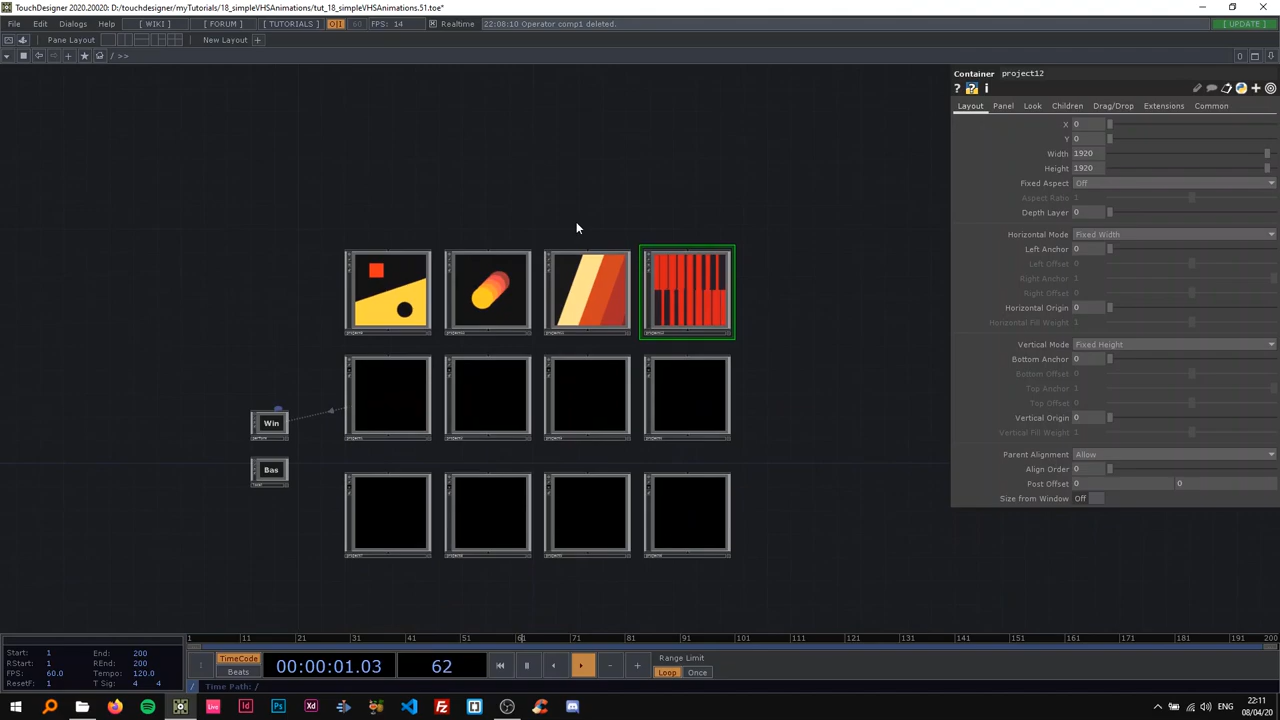 TouchDesigner 2020.20020: D:/touchdesigner/myTutorials/18_simpleVHSAnimations/tut_18_simpleVHSAnimations.51.toe*
File Edit Dialogs Help [ WIKI ] [ FORUM ] [ TUTORIALS ] O|I 60 FPS: 14 Realtime 22:08:10 Operator comp1 deleted. [ UPDATE ]
Pane Layout New Layout +
/ >> 0
Container project12
Layout Panel Look Children Drag/Drop Extensions Common
X 0
Y 0
Width 1920
Height 1920
Fixed Aspect Off
Aspect Ratio 1
Depth Layer 0
Horizontal Mode Fixed Width
Left Anchor 0
Left Offset 0
Right Anchor 1
Right Offset 0
Horizontal Origin 0
Horizontal Fill Weight 1
Vertical Mode Fixed Height
Bottom Anchor 0
Bottom Offset 0
Top Anchor 1
Top Offset 0
Vertical Origin 0
Vertical Fill Weight 1
Parent Alignment Allow
Align Order 0
Post Offset 0 0
Size from Window Off
Win
perform
Bas
1 11 21 31 41 51 61 71 81 91 101 111 121 131 141 151 161 171 181 191 200
Start: 1 End: 200
RStart: 1 REnd: 200
FPS: 60.0 Tempo: 120.0
ResetF: 1 T Sig: 4 4
TimeCode
Beats
00:00:01.03
62
Range Limit
Loop Once
/ Time Path: /
22:11
ENG
08/04/20